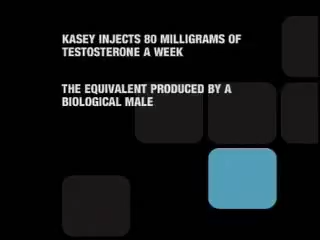 KASEY INJECTS 80 MILLIGRAMS OF
TESTOSTERONE A WEEK
THE EQUIVALENT PRODUCED BY A
BIOLOGICAL MALE